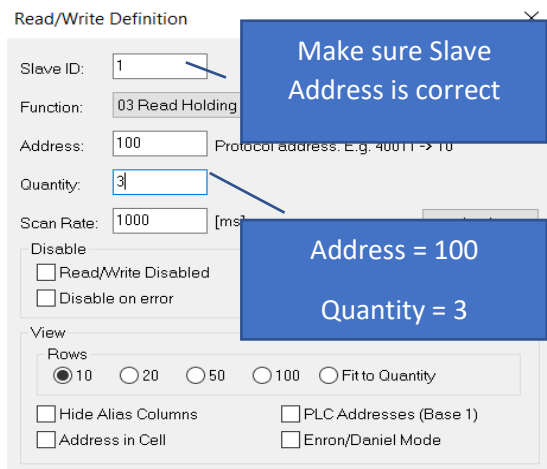 Read/Write Definition
Make sure Slave
Address is correct
Slave ID: 1
Function: 03 Read Holding
Address: 100 Protocol address. E.g. 40011 -> 10
Quantity: 3
Scan Rate: 1000 [ms]
Address = 100
Quantity = 3
Disable
Read/Write Disabled
Disable on error
View
Rows
10 20 50 100 Fit to Quantity
Hide Alias Columns PLC Addresses (Base 1)
Address in Cell Enron/Daniel Mode